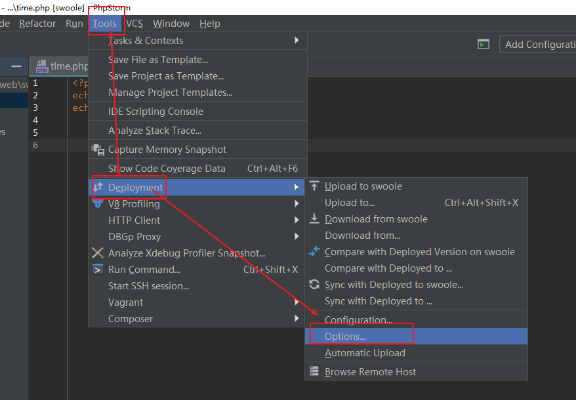 - ...\time.php [swoole] - PhpStorm
de Refactor Run Tools VCS Window Help
Add Configuratio
time.php
web\sw
es
1 <?p
2 ech
3 ech
4
5
6
Tasks & Contexts
Save File as Template...
Save Project as Template...
Manage Project Templates...
IDE Scripting Console
Analyze Stack Trace...
Capture Memory Snapshot
Show Code Coverage Data Ctrl+Alt+F6
Deployment
V8 Profiling
HTTP Client
DBGp Proxy
Analyze Xdebug Profiler Snapshot...
Run Command... Ctrl+Shift+X
Start SSH session...
Vagrant
Composer
Upload to swoole
Upload to... Ctrl+Alt+Shift+X
Download from swoole
Download from...
Compare with Deployed Version on swoole
Compare with Deployed to ...
Sync with Deployed to swoole...
Sync with Deployed to ...
Configuration...
Options...
Automatic Upload
Browse Remote Host